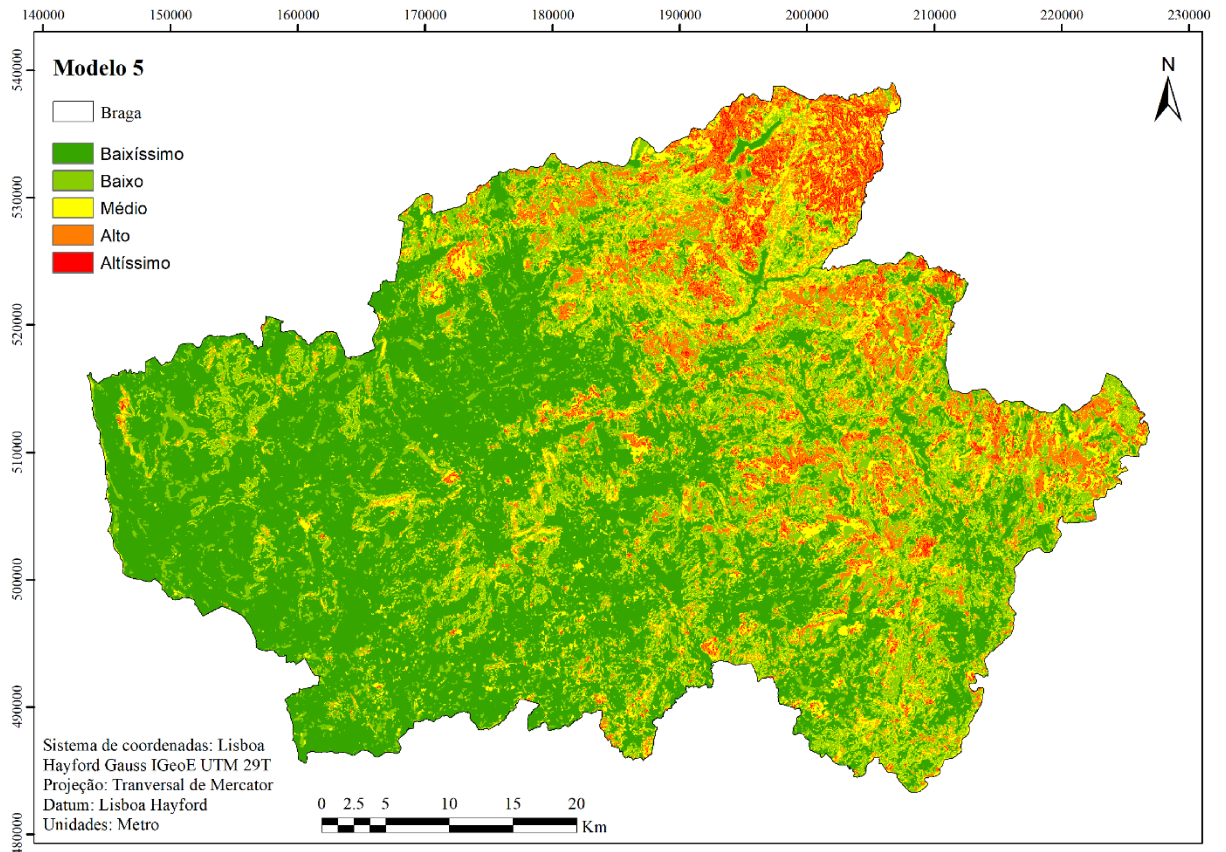 140000 150000 160000 170000 180000 190000 200000 210000 220000 230000
540000
530000
520000
510000
5000000
490000
480000
Modelo 5
Braga
Baixíssimo
Baixo
Médio
Alto
Altíssimo
N
Sistema de coordenadas: Lisboa
Hayford Gauss IGeoE UTM 29T
Projeção: Tranversal de Mercator
Datum: Lisboa Hayford
Unidades: Metro
0 2.5 5 10 15 20
Km